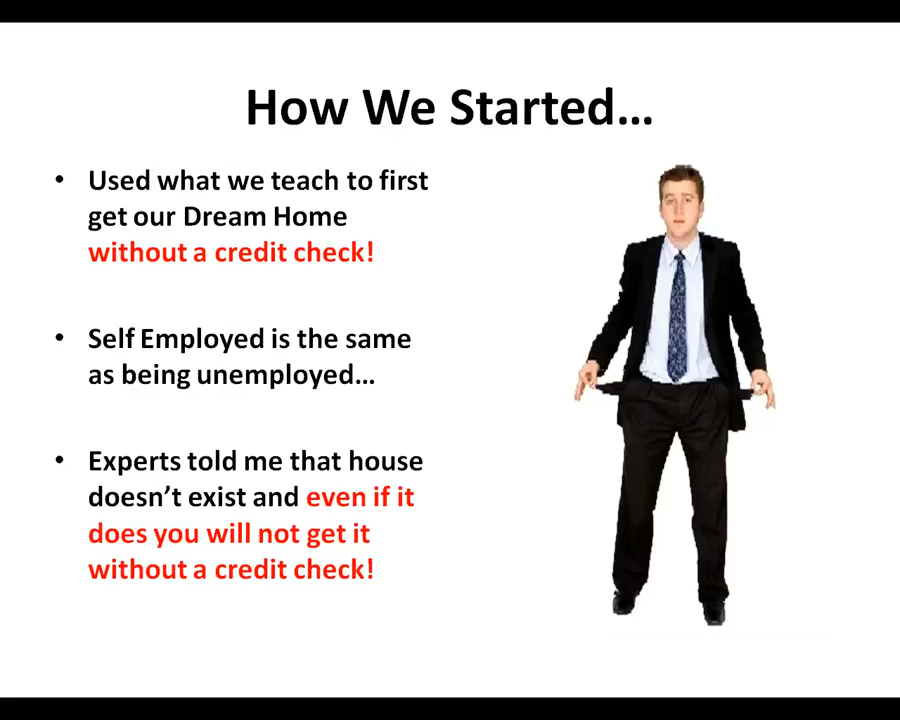 How We Started…
• Used what we teach to first
get our Dream Home
without a credit check!
• Self Employed is the same
as being unemployed…
• Experts told me that house
doesn’t exist and even if it
does you will not get it
without a credit check!